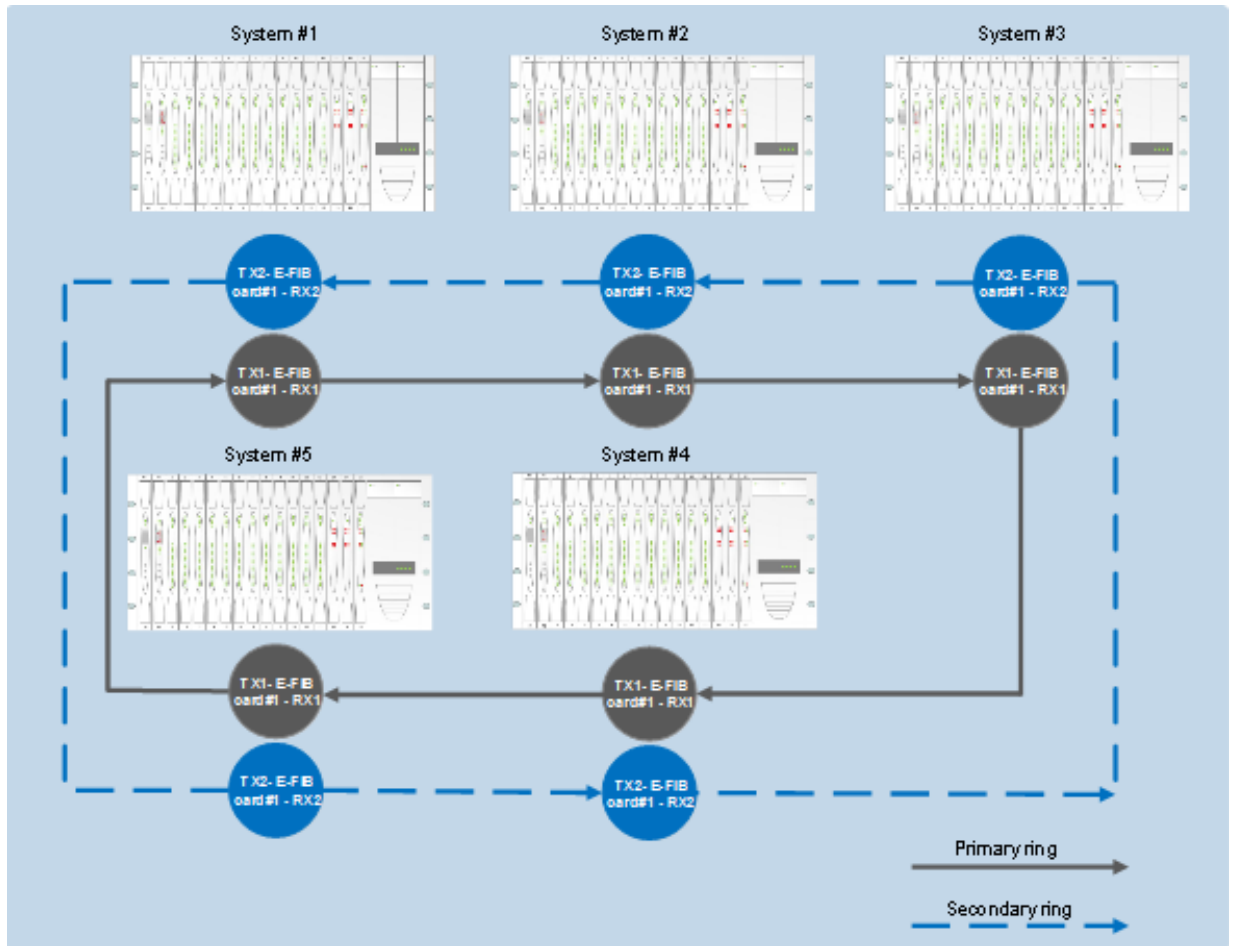 System #1
System #2
System #3
TX2- E-FIB
oard#1 - RX2
TX2- E-FIB
oard#1 - RX2
TX2- E-FIB
oard#1 - RX2
TX1- E-FIB
oard#1 - RX1
TX1- E-FIB
oard#1 - RX1
TX1- E-FIB
oard#1 - RX1
System #5
System #4
TX1- E-FIB
oard#1 - RX1
TX1- E-FIB
oard#1 - RX1
TX2- E-FIB
oard#1 - RX2
TX2- E-FIB
oard#1 - RX2
Primary ring
Secondary ring